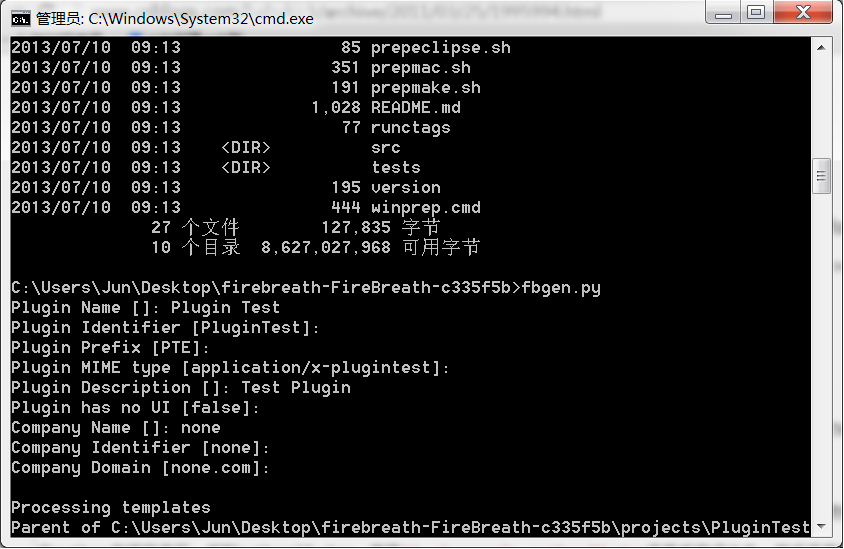 管理员: C:\Windows\System32\cmd.exe
2013/07/10  09:13                85 prepeclipse.sh
2013/07/10  09:13               351 prepmac.sh
2013/07/10  09:13               191 prepmake.sh
2013/07/10  09:13             1,028 README.md
2013/07/10  09:13                77 runctags
2013/07/10  09:13    <DIR>          src
2013/07/10  09:13    <DIR>          tests
2013/07/10  09:13               195 version
2013/07/10  09:13               444 winprep.cmd
27 个文件        127,835 字节
10 个目录  8,627,027,968 可用字节
C:\Users\Jun\Desktop\firebreath-FireBreath-c335f5b>fbgen.py
Plugin Name []: Plugin Test
Plugin Identifier [PluginTest]:
Plugin Prefix [PTE]:
Plugin MIME type [application/x-plugintest]:
Plugin Description []: Test Plugin
Plugin has no UI [false]:
Company Name []: none
Company Identifier [none]:
Company Domain [none.com]:
Processing templates
Parent of C:\Users\Jun\Desktop\firebreath-FireBreath-c335f5b\projects\PluginTest